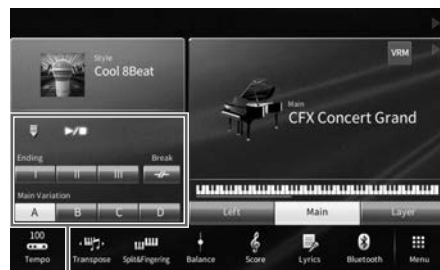 Style
Cool 8Beat
VRM
Main
CFX Concert Grand
Ending
Break
I II III
Main Variation
A B C D
Left Main Layer
100
Tempo Transpose Split&Fingering Balance Score Lyrics Bluetooth Menu